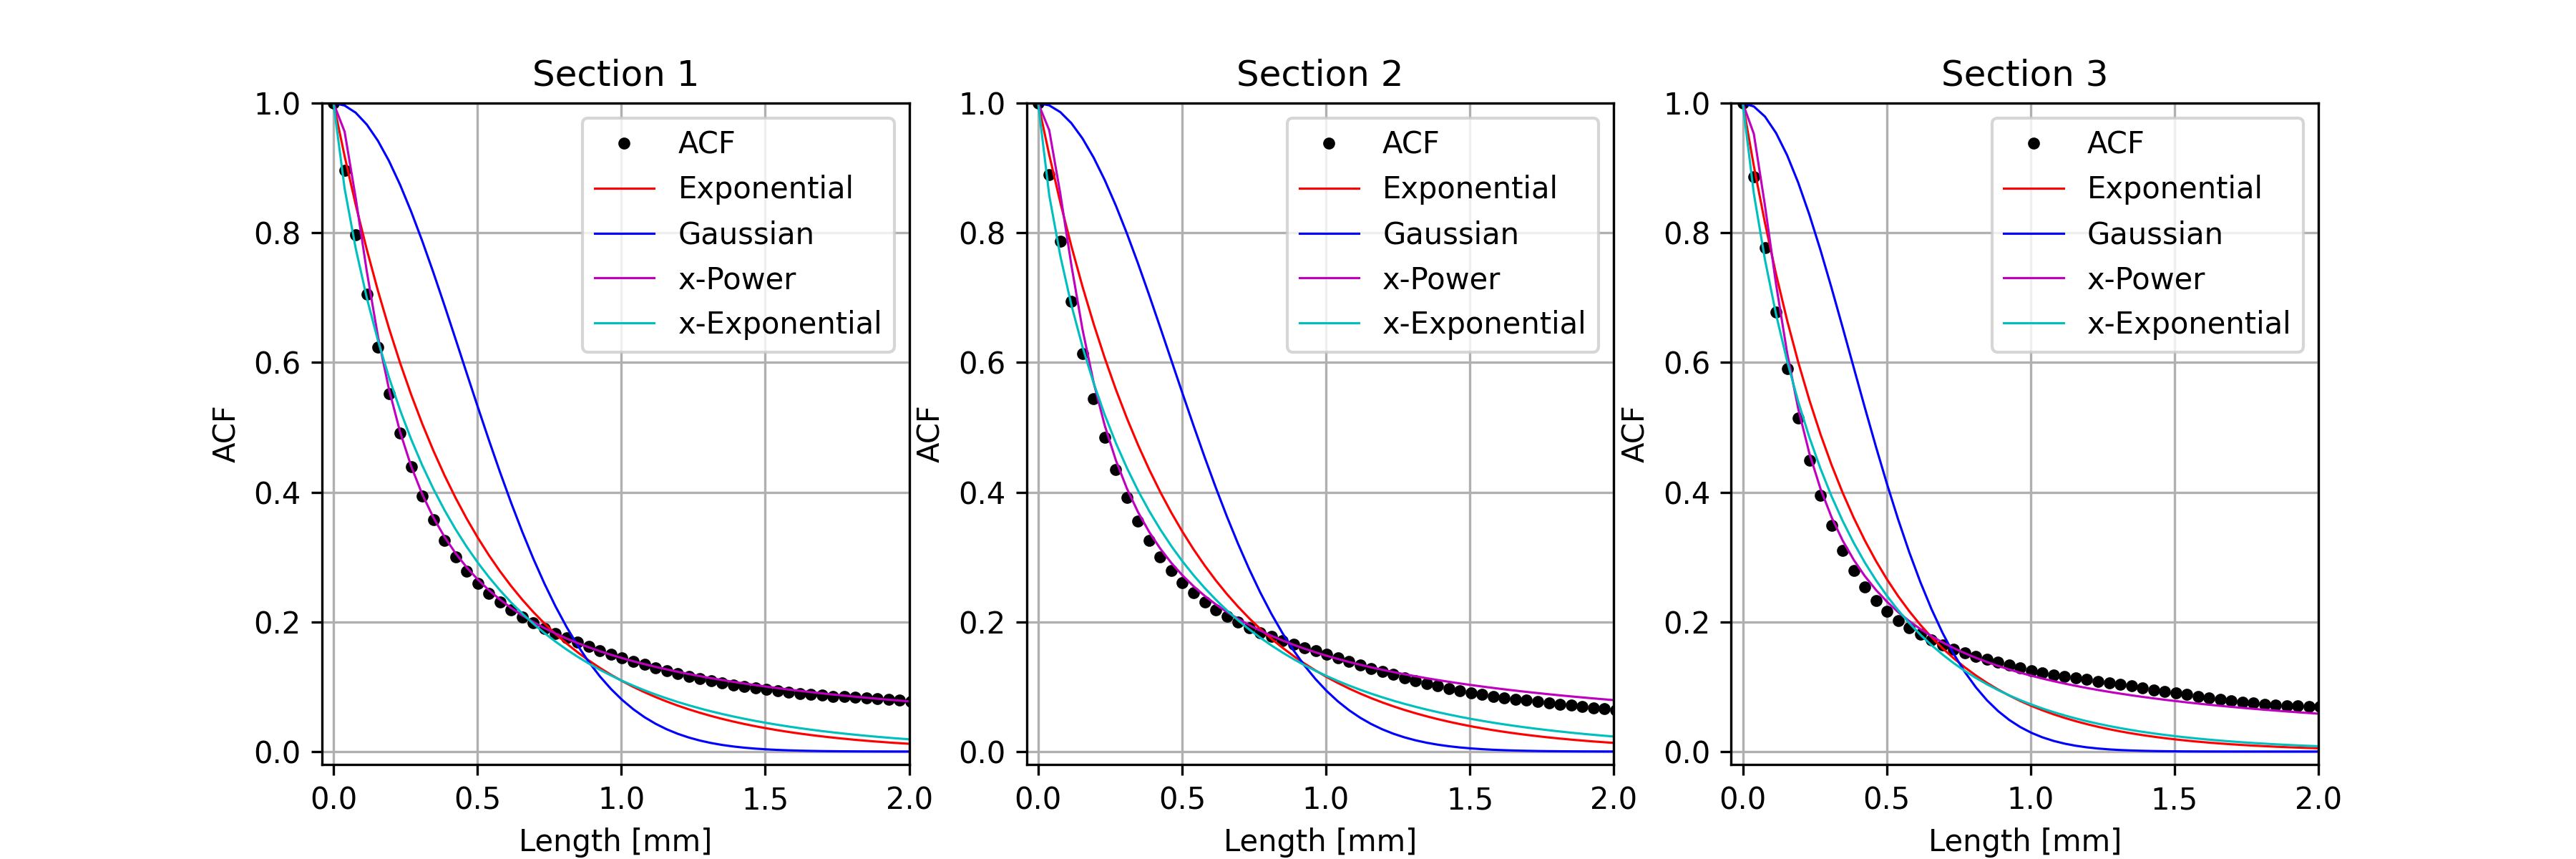 Section 1
1.0
0.8
0.6
0.4
0.2
0.0
ACF
0.0 0.5 1.0 1.5 2.0
Length [mm]
ACF
Exponential
Gaussian
x-Power
x-Exponential
Section 2
1.0
0.8
0.6
0.4
0.2
0.0
ACF
0.0 0.5 1.0 1.5 2.0
Length [mm]
ACF
Exponential
Gaussian
x-Power
x-Exponential
Section 3
1.0
0.8
0.6
0.4
0.2
0.0
ACF
0.0 0.5 1.0 1.5 2.0
Length [mm]
ACF
Exponential
Gaussian
x-Power
x-Exponential